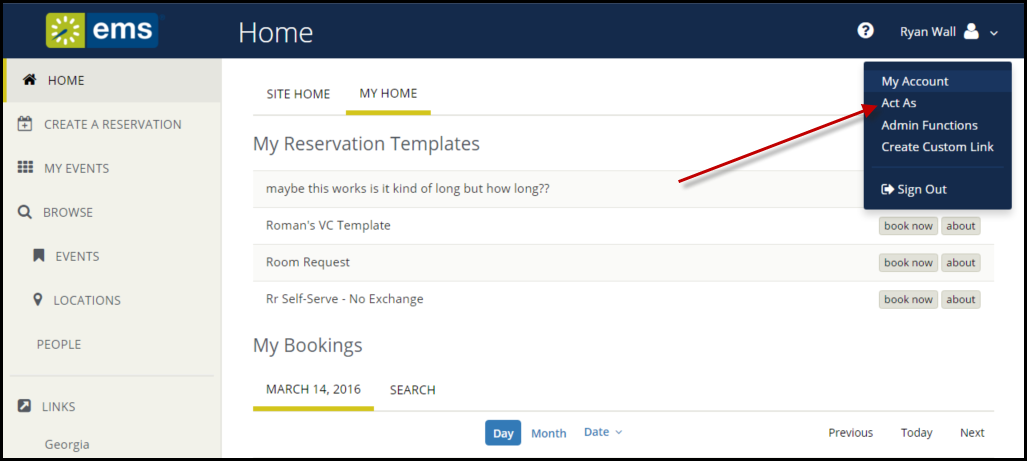 ems
Home
? Ryan Wall
HOME
CREATE A RESERVATION
MY EVENTS
BROWSE
EVENTS
LOCATIONS
PEOPLE
LINKS
Georgia
SITE HOME MY HOME
My Account
Act As
Admin Functions
Create Custom Link
Sign Out
My Reservation Templates
maybe this works is it kind of long but how long??
Roman's VC Template book now about
Room Request book now about
Rr Self-Serve - No Exchange book now about
My Bookings
MARCH 14, 2016 SEARCH
Day Month Date Previous Today Next